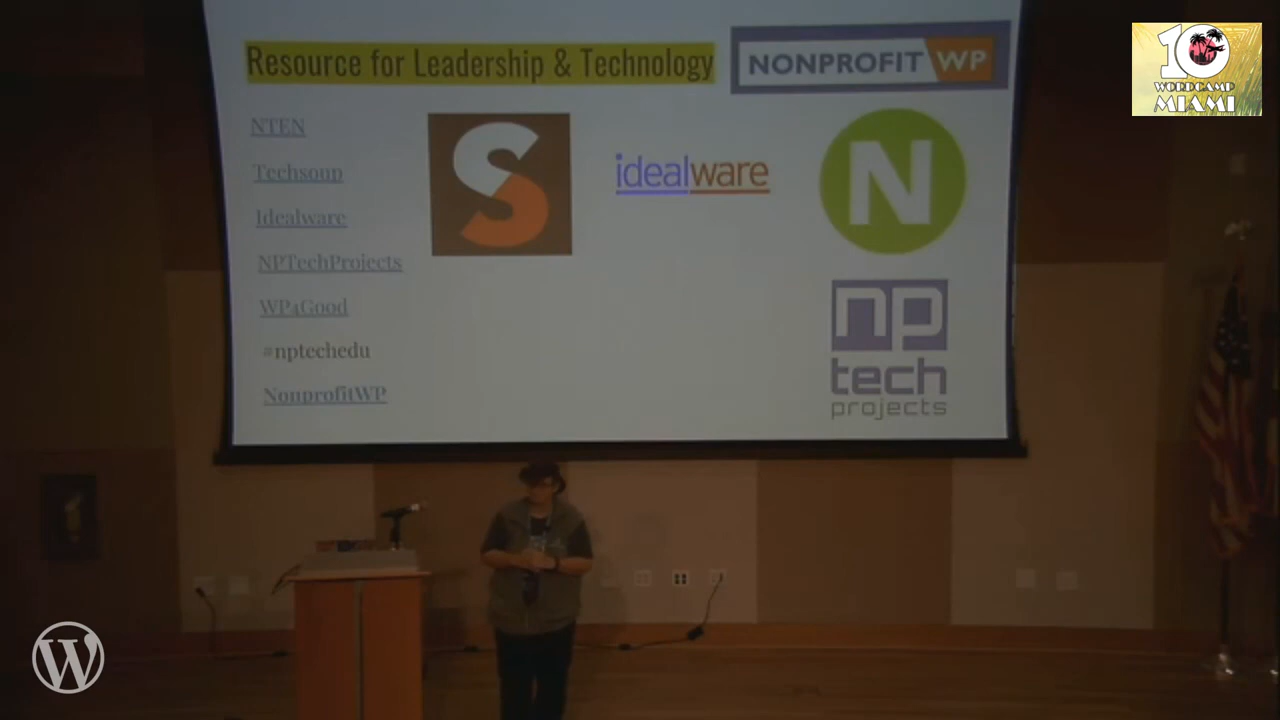 Resource for Leadership & Technology
NONPROFIT WP
10
WORDCAMP
MIAMI
NTEN
Techsoup
Idealware
NPTechProjects
WP4Good
#nptechedu
NonprofitWP
S
idealware
N
np
tech
projects
W